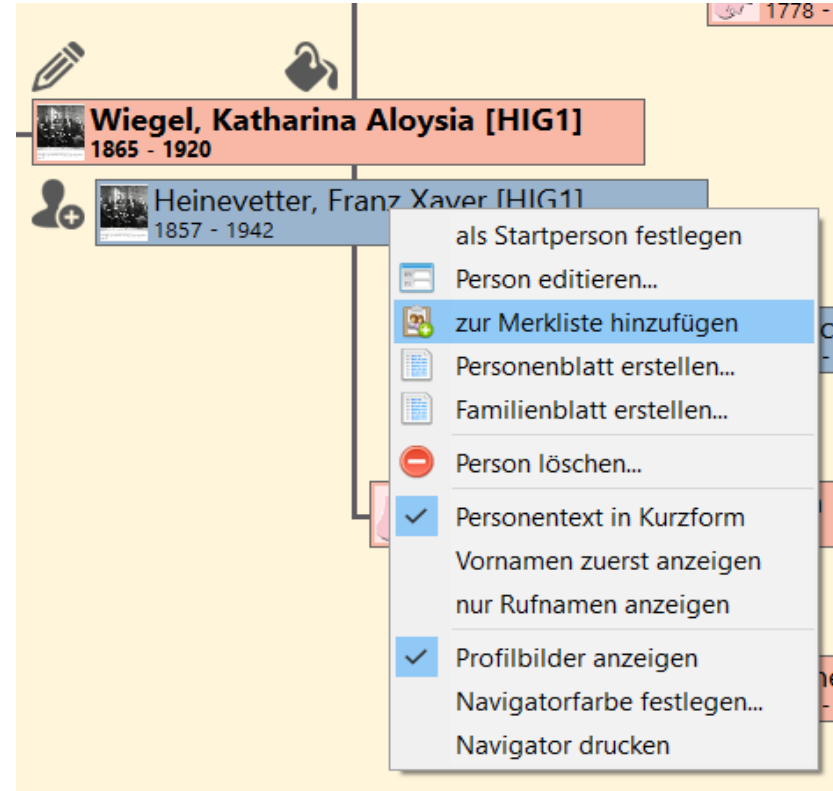 1778 -
Wiegel, Katharina Aloysia [HIG1]
1865 - 1920
Heinevetter, Franz Xaver [HIG1]
1857 - 1942
als Startperson festlegen
Person editieren...
zur Merkliste hinzufügen
Personenblatt erstellen...
Familienblatt erstellen...
Person löschen...
Personentext in Kurzform
Vornamen zuerst anzeigen
nur Rufnamen anzeigen
Profilbilder anzeigen
Navigatorfarbe festlegen...
Navigator drucken